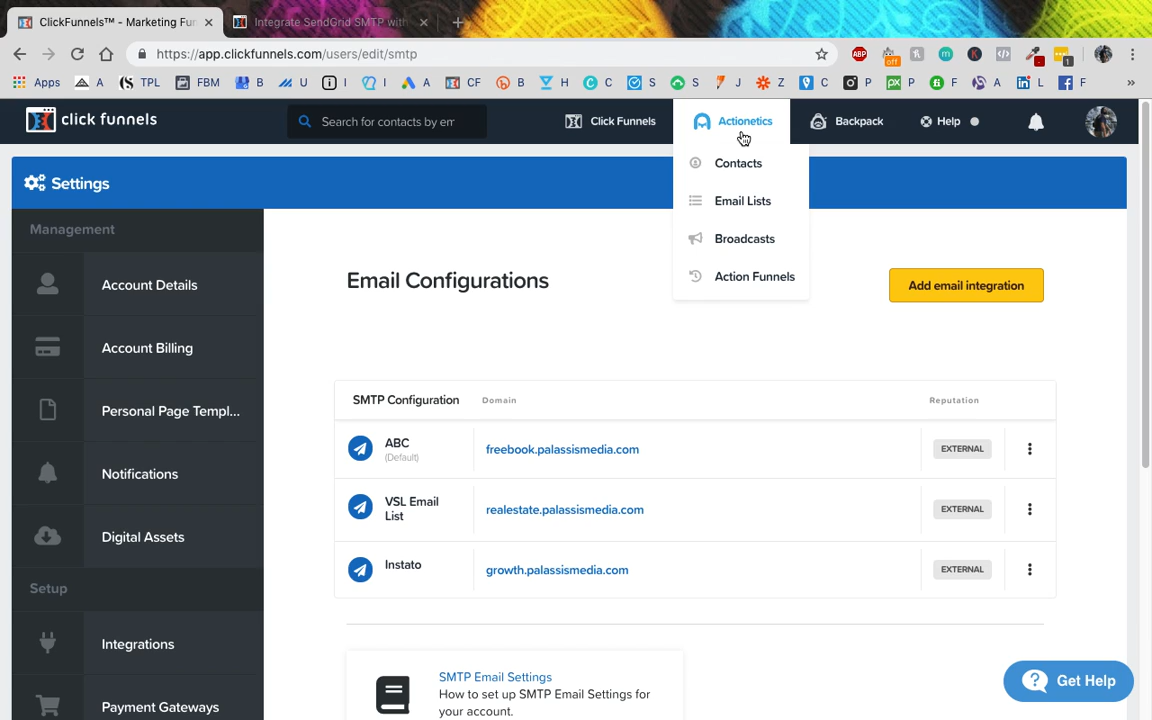 ClickFunnels™ - Marketing Fun
Integrate SendGrid SMTP with
https://app.clickfunnels.com/users/edit/smtp
ABP
off
Apps A TPL FBM B U I I A CF B H C S S J Z C P P F A L F »
click funnels
Search for contacts by em
Click Funnels
Actionetics
Backpack
Help
Contacts
Email Lists
Broadcasts
Action Funnels
Settings
Management
Account Details
Account Billing
Personal Page Templ...
Notifications
Digital Assets
Setup
Integrations
Payment Gateways
Email Configurations
Add email integration
SMTP Configuration Domain Reputation
ABC
(Default)
freebook.palassismedia.com
EXTERNAL
VSL Email
List
realestate.palassismedia.com
EXTERNAL
Instato
growth.palassismedia.com
EXTERNAL
SMTP Email Settings
How to set up SMTP Email Settings for
your account.
Get Help